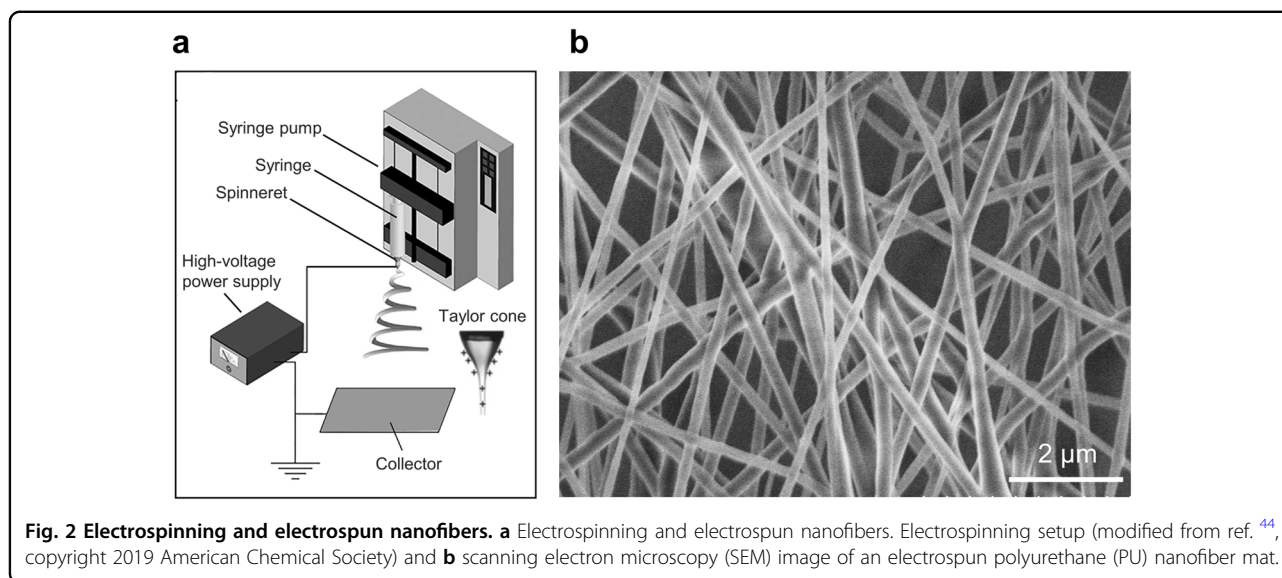 a
b
Syringe pump
Syringe
Spinneret
High-voltage
power supply
Taylor cone
Collector
2 µm
Fig. 2 Electrospinning and electrospun nanofibers. a Electrospinning and electrospun nanofibers. Electrospinning setup (modified from ref. 44,
copyright 2019 American Chemical Society) and b scanning electron microscopy (SEM) image of an electrospun polyurethane (PU) nanofiber mat.